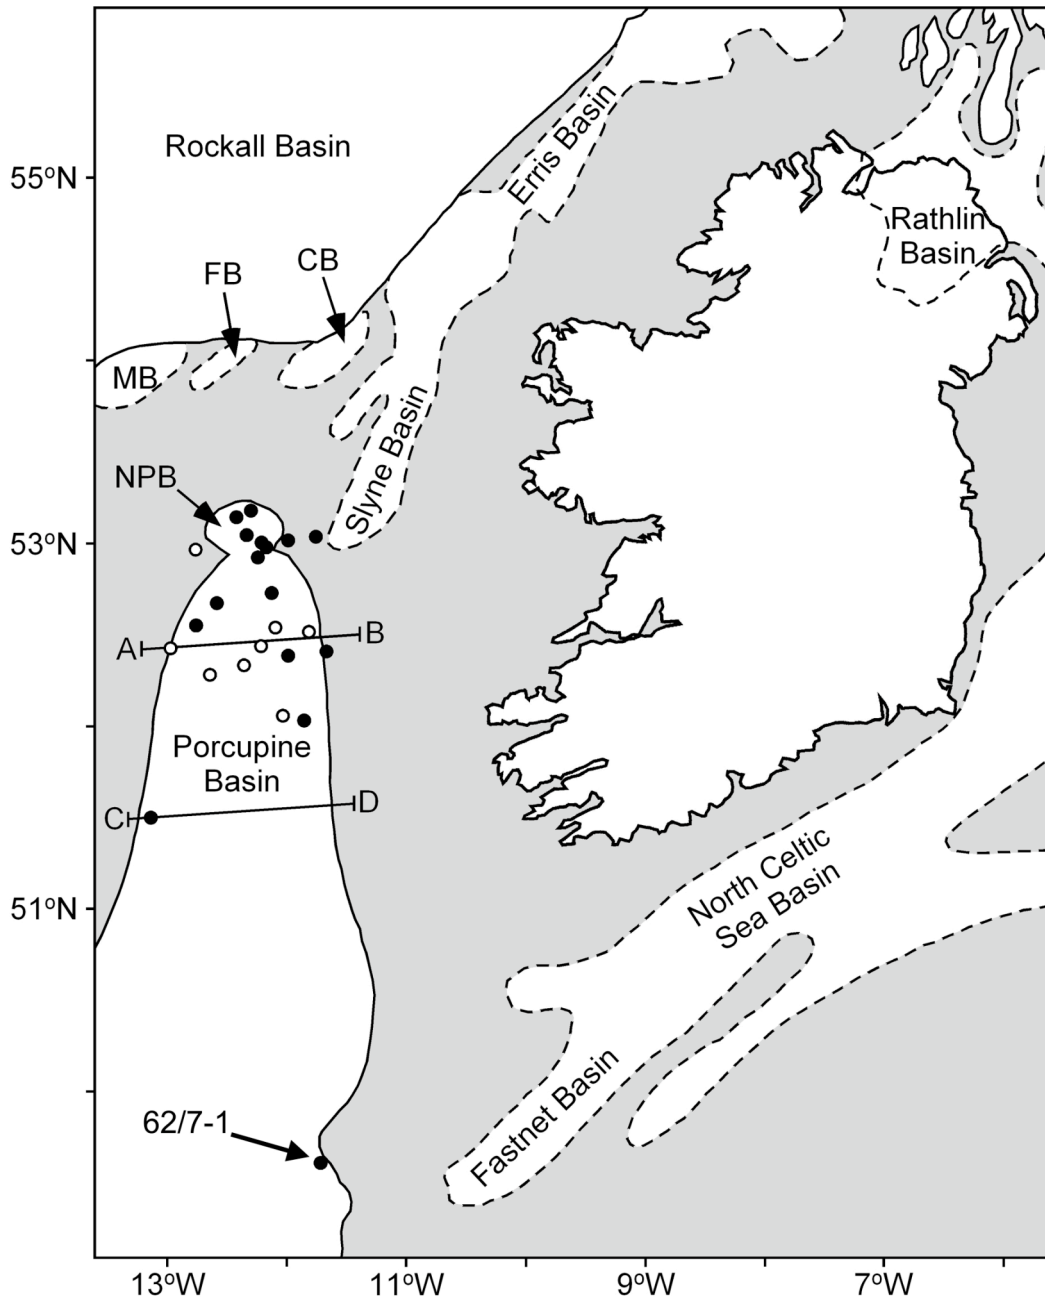 Rockall Basin
Erris Basin
55°N
Rathlin
Basin
CB
FB
MB
Slyne Basin
NPB
53°N
A
B
Porcupine
Basin
C
D
North Celtic
Sea Basin
51°N
62/7-1
Fastnet Basin
13°W
11°W
9°W
7°W